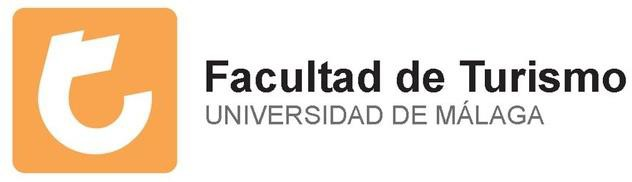 Facultad de Turismo
UNIVERSIDAD DE MÁLAGA